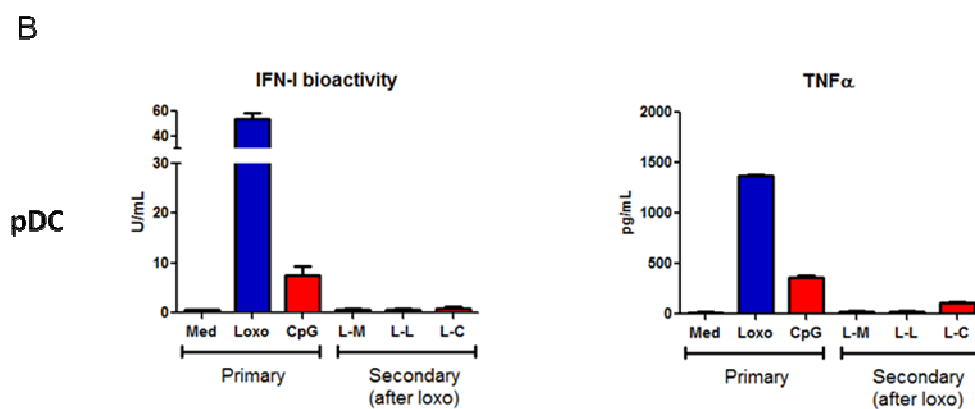 B
IFN-I bioactivity
60
40
30
20
10
0
U/mL
Med Loxo CpG L-M L-L L-C
Primary Secondary
(after loxo)
pDC
TNFα
2000
1500
1000
500
0
pg/mL
Med Loxo CpG L-M L-L L-C
Primary Secondary
(after loxo)